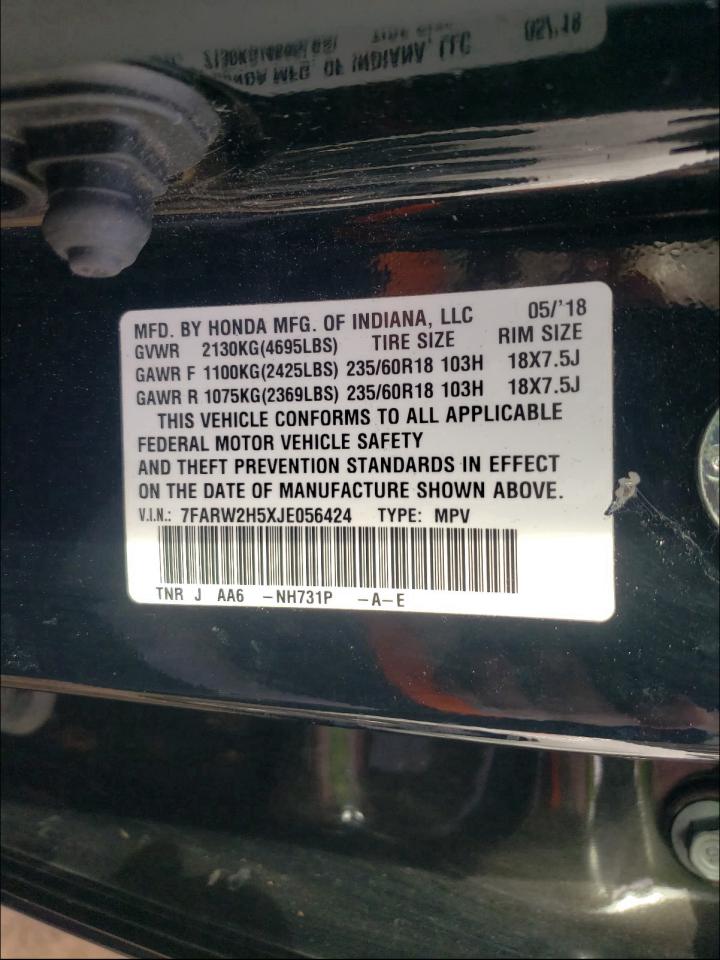 MFD. BY HONDA MFG. OF INDIANA, LLC 05/'18
GVWR 2130KG(4695LBS) TIRE SIZE RIM SIZE
GAWR F 1100KG(2425LBS) 235/60R18 103H 18X7.5J
GAWR R 1075KG(2369LBS) 235/60R18 103H 18X7.5J
THIS VEHICLE CONFORMS TO ALL APPLICABLE
FEDERAL MOTOR VEHICLE SAFETY
AND THEFT PREVENTION STANDARDS IN EFFECT
ON THE DATE OF MANUFACTURE SHOWN ABOVE.
V.I.N.: 7FARW2H5XJE056424 TYPE: MPV
TNR J AA6 -NH731P -A-E